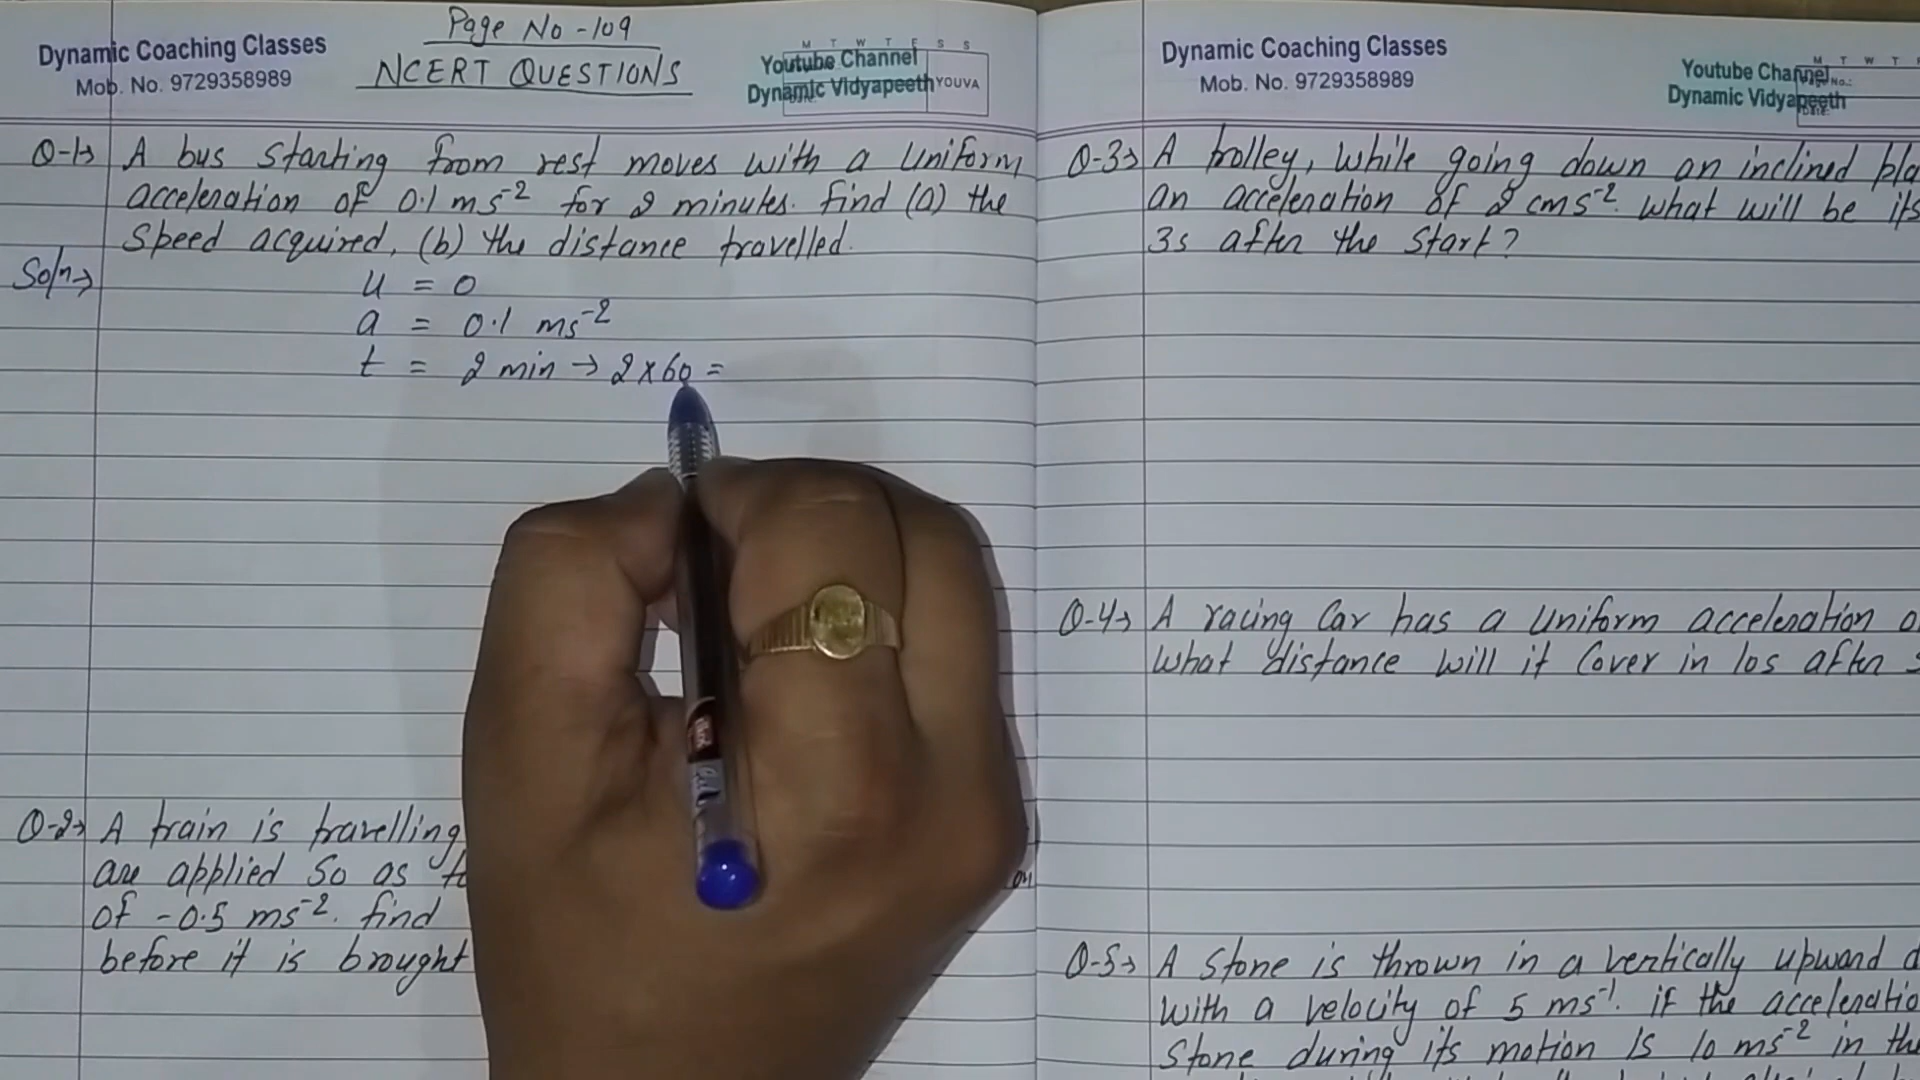 Page No - 109
NCERT QUESTIONS
Dynamic Coaching Classes
Mob. No. 9729358989
M T W T F S S
Youtube Channel
Dynamic Vidyapeeth
YOUVA
Q-1→ A bus starting from rest moves with a uniform
acceleration of 0.1 ms⁻² for 2 minutes. find (a) the
Speed acquired, (b) the distance travelled.
Soln→
u = 0
a = 0.1 ms⁻²
t = 2 min → 2 x 60 =
Q-2→ A train is travelling
are applied so as to
of -0.5 ms⁻². find
before it is brought
Dynamic Coaching Classes
Mob. No. 9729358989
M T W T
Youtube Channel
Dynamic Vidyapeeth
Q-3→ A trolley, while going down an inclined
an acceleration of 2 cms⁻². what will be its
3s after the start?
Q-4→ A racing Car has a uniform acceleration
What distance will it Cover in 10s after
Q-5→ A stone is thrown in a vertically upward
with a velocity of 5 ms⁻¹. if the
stone during its motion is 10 ms⁻² in the